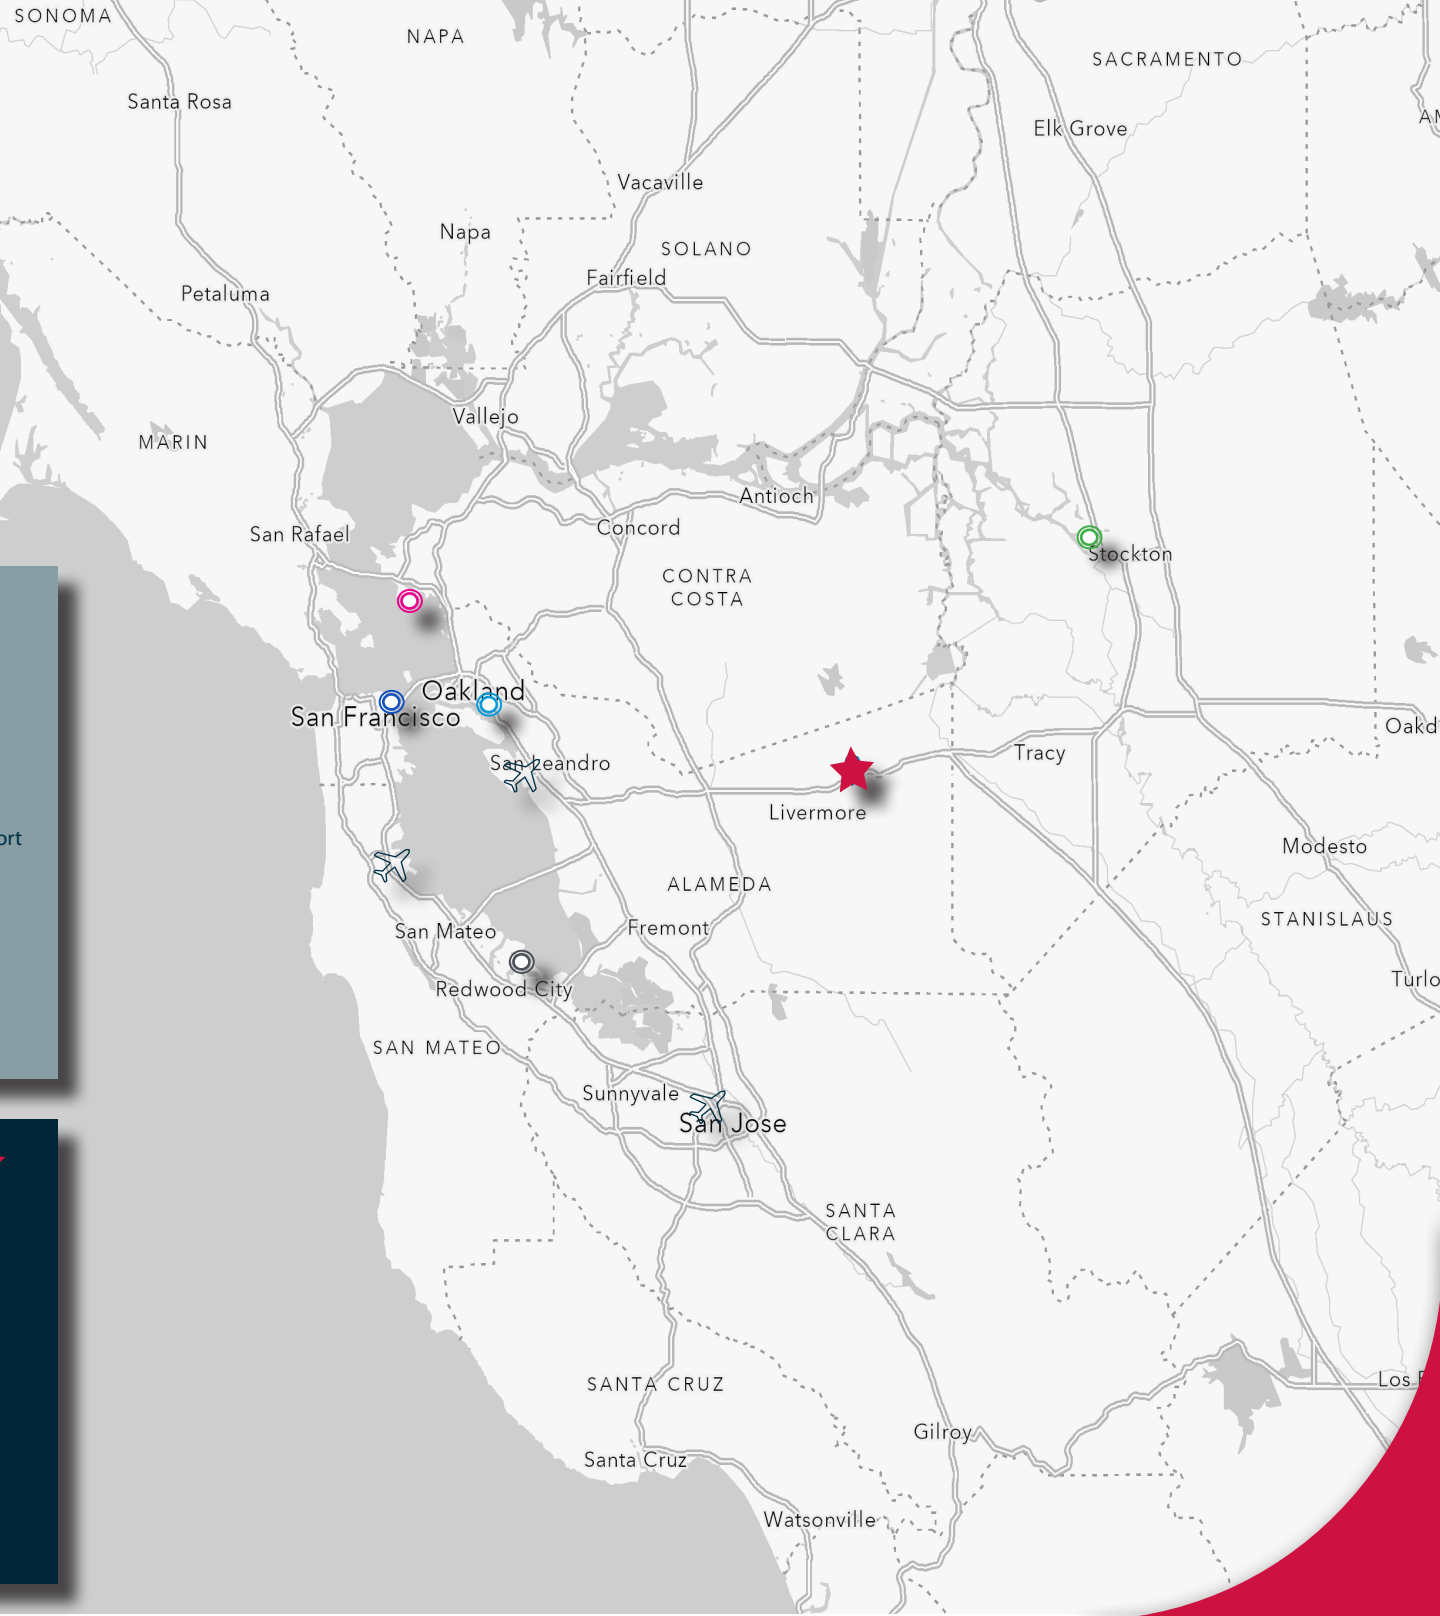 SONOMA
NAPA
SACRAMENTO
Santa Rosa
Elk Grove
Vacaville
Napa
SOLANO
Fairfield
Petaluma
Vallejo
MARIN
Antioch
San Rafael
Concord
Stockton
CONTRA
COSTA
Oakland
San Francisco
San Leandro
Tracy
Livermore
ort
Modesto
ALAMEDA
STANISLAUS
San Mateo
Fremont
Redwood City
SAN MATEO
Sunnyvale
San Jose
SANTA
CLARA
SANTA CRUZ
Gilroy
Santa Cruz
Watsonville
Oakd
Turlo
Los